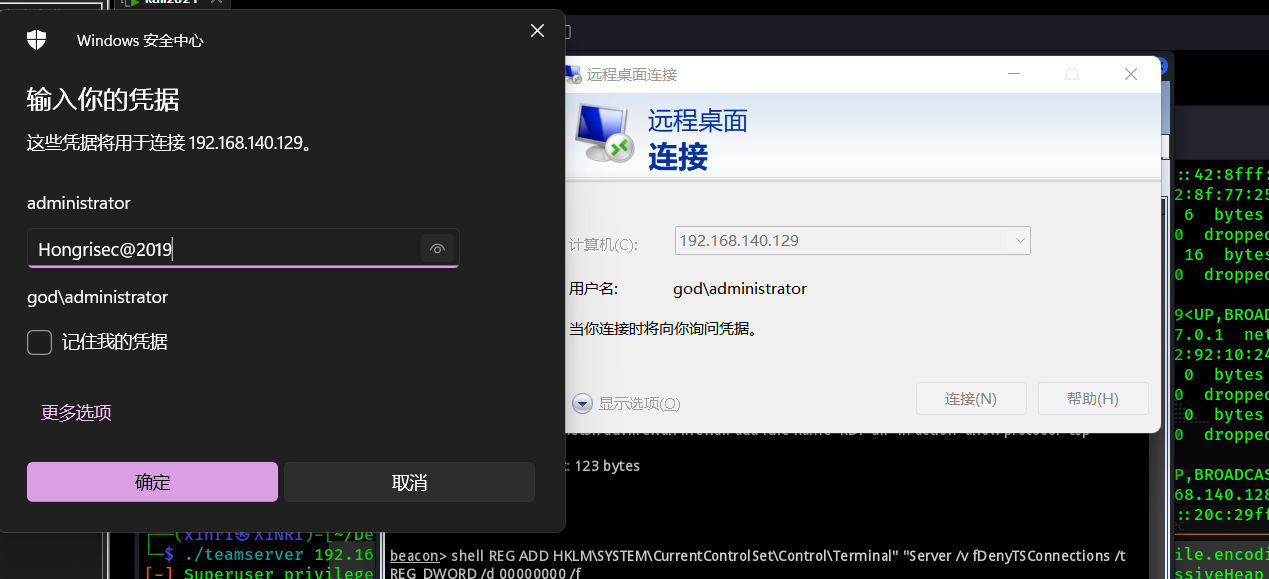 Windows 安全中心
输入你的凭据
这些凭据将用于连接 192.168.140.129。
administrator
Hongrisec@2019
god\administrator
记住我的凭据
更多选项
确定
取消
远程桌面连接
远程桌面
连接
计算机(C):
192.168.140.129
用户名:
god\administrator
当你连接时将向你询问凭据。
显示选项(O)
连接(N)
帮助(H)
: 123 bytes
beacon> shell REG ADD HKLM\SYSTEM\CurrentControlSet\Control\Terminal" "Server /v fDenyTSConnections /t
REG_DWORD /d 00000000 /f
$ ./teamserver 192.16
[-] Superuser privilege
::42:8fff:
2:8f:77:25
6 bytes
0 dropped
16 bytes
0 dropped
9<UP,BROAD
7.0.1 net
2:92:10:24
0 bytes
0 dropped
0 bytes
0 dropped
P,BROADCAS
68.140.128
::20c:29ff
ile.encodi
ssiveHeap